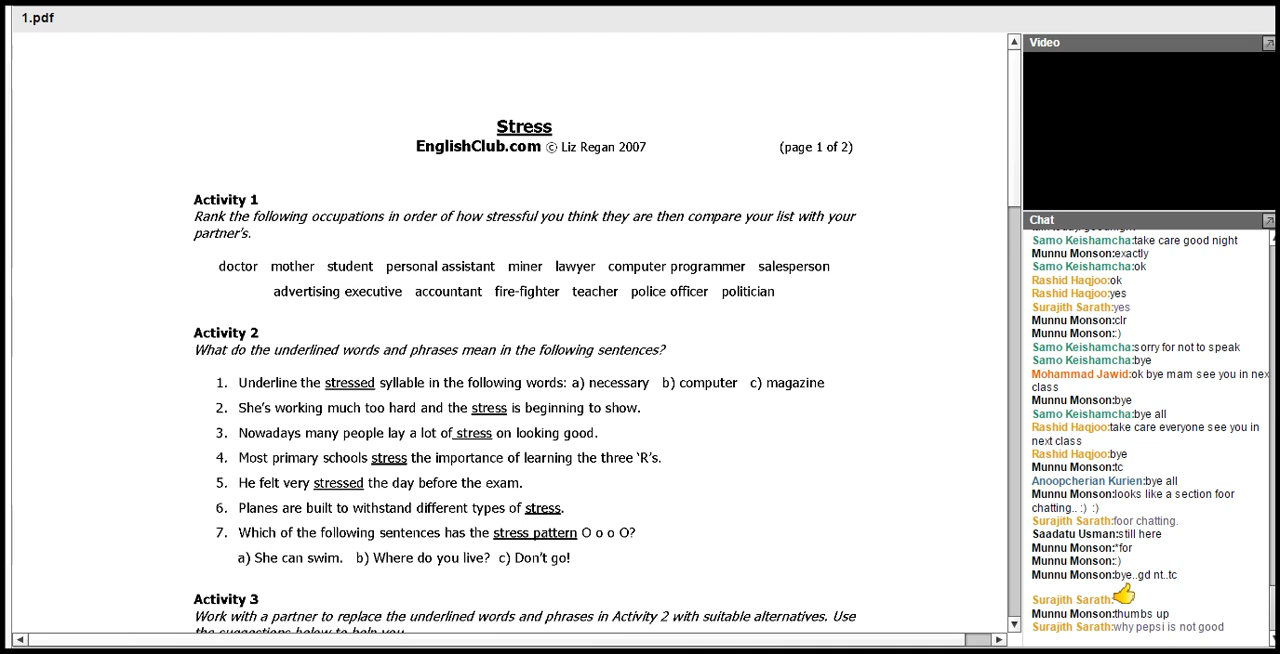 1.pdf
Stress
EnglishClub.com © Liz Regan 2007 (page 1 of 2)
Activity 1
Rank the following occupations in order of how stressful you think they are then compare your list with your
partner's.
doctor mother student personal assistant miner lawyer computer programmer salesperson
advertising executive accountant fire-fighter teacher police officer politician
Activity 2
What do the underlined words and phrases mean in the following sentences?
1. Underline the stressed syllable in the following words: a) necessary b) computer c) magazine
2. She's working much too hard and the stress is beginning to show.
3. Nowadays many people lay a lot of stress on looking good.
4. Most primary schools stress the importance of learning the three 'R's.
5. He felt very stressed the day before the exam.
6. Planes are built to withstand different types of stress.
7. Which of the following sentences has the stress pattern O o o O?
a) She can swim. b) Where do you live? c) Don't go!
Activity 3
Work with a partner to replace the underlined words and phrases in Activity 2 with suitable alternatives. Use
the suggestions below to help you
Video
Chat
Samo Keishamcha:take care good night
Munnu Monson:exactly
Samo Keishamcha:ok
Rashid Haqjoo:ok
Rashid Haqjoo:yes
Surajith Sarath:yes
Munnu Monson:clr
Munnu Monson::)
Samo Keishamcha:sorry for not to speak
Samo Keishamcha:bye
Mohammad Jawid:ok bye mam see you in nex
class
Munnu Monson:bye
Samo Keishamcha:bye all
Rashid Haqjoo:take care everyone see you in
next class
Rashid Haqjoo:bye
Munnu Monson:tc
Anoopcherian Kurien:bye all
Munnu Monson:looks like a section foor
chatting.. :) :)
Surajith Sarath:foor chatting.
Saadatu Usman:still here
Munnu Monson:*for
Munnu Monson::)
Munnu Monson:bye..gd nt..tc
Surajith Sarath:
Munnu Monson:thumbs up
Surajith Sarath:why pepsi is not good